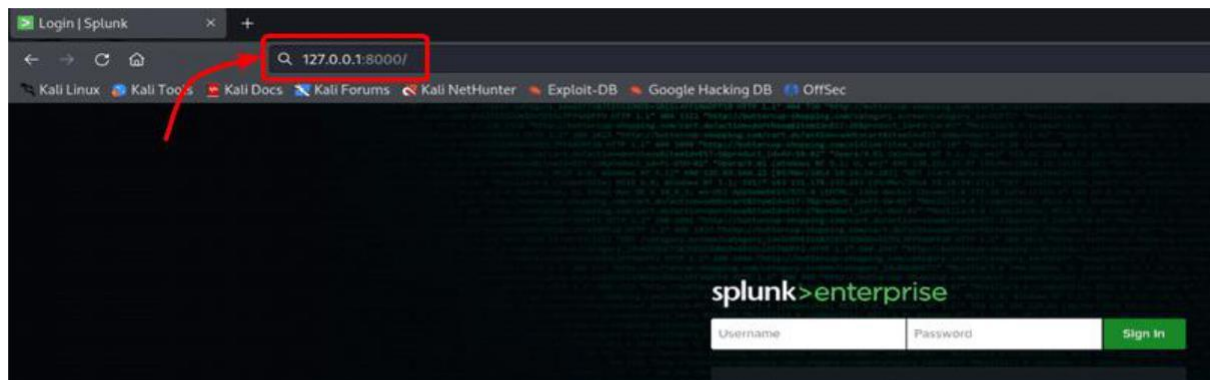 Login | Splunk
127.0.0.1:8000/
Kali Linux Kali Tools Kali Docs Kali Forums Kali NetHunter Exploit-DB Google Hacking DB OffSec
splunk>enterprise
Username Password Sign In